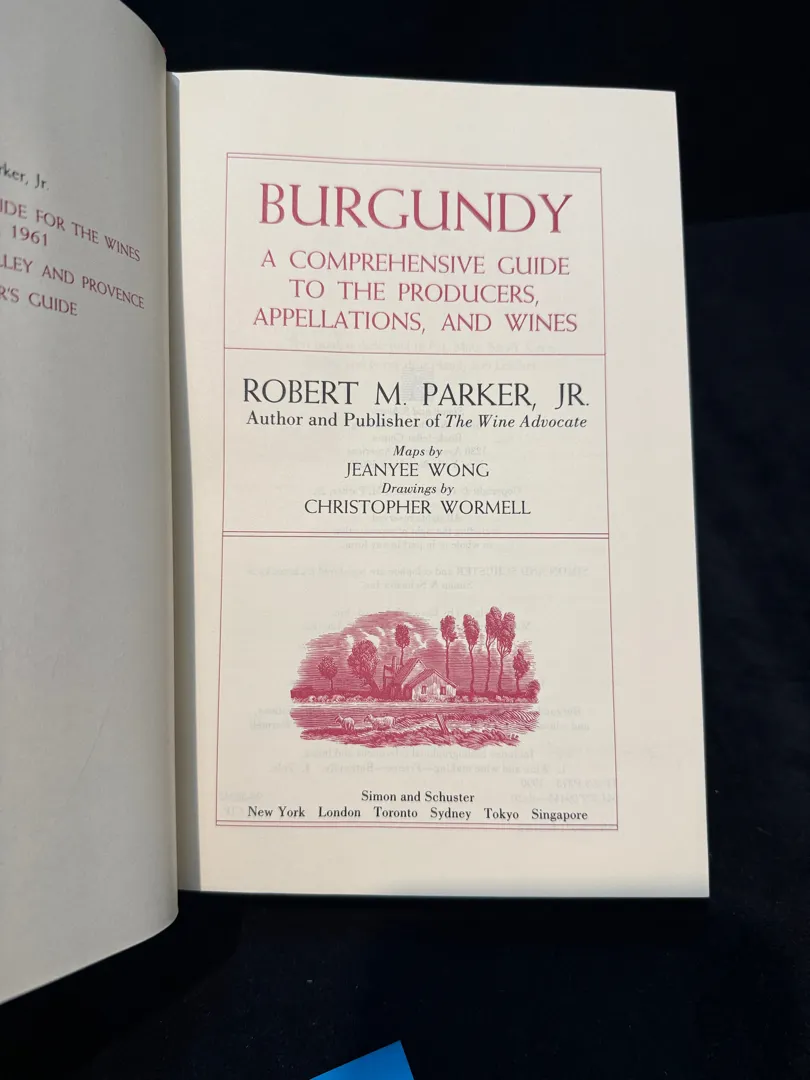 rker, Jr.
IDE FOR THE WINES
1961
LLEY AND PROVENCE
R'S GUIDE
BURGUNDY
A COMPREHENSIVE GUIDE
TO THE PRODUCERS,
APPELLATIONS, AND WINES
ROBERT M. PARKER, JR.
Author and Publisher of The Wine Advocate
Maps by
JEANYEE WONG
Drawings by
CHRISTOPHER WORMELL
Simon and Schuster
New York London Toronto Sydney Tokyo Singapore